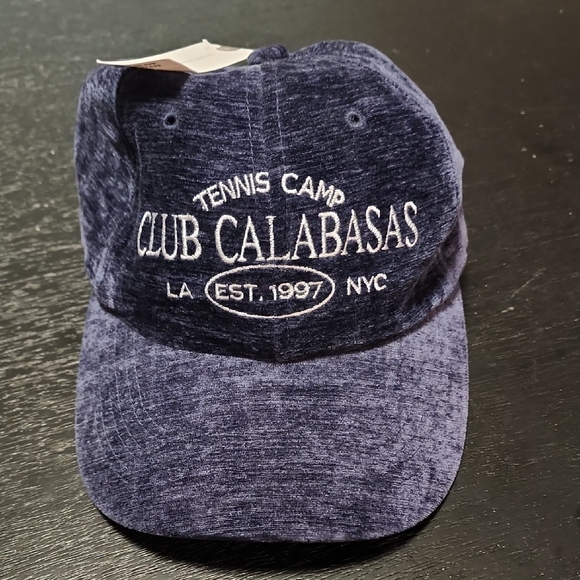 TENNIS CAMP
CLUB CALABASAS
LA EST. 1997 NYC